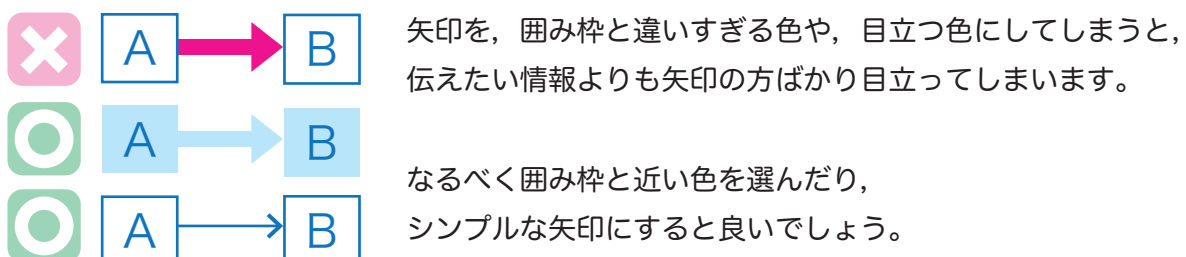 A B
矢印を，囲み枠と違いすぎる色や，目立つ色にしてしまうと，
伝えたい情報よりも矢印の方ばかり目立ってしまいます。
A B
なるべく囲み枠と近い色を選んだり，
シンプルな矢印にすると良いでしょう。
A B